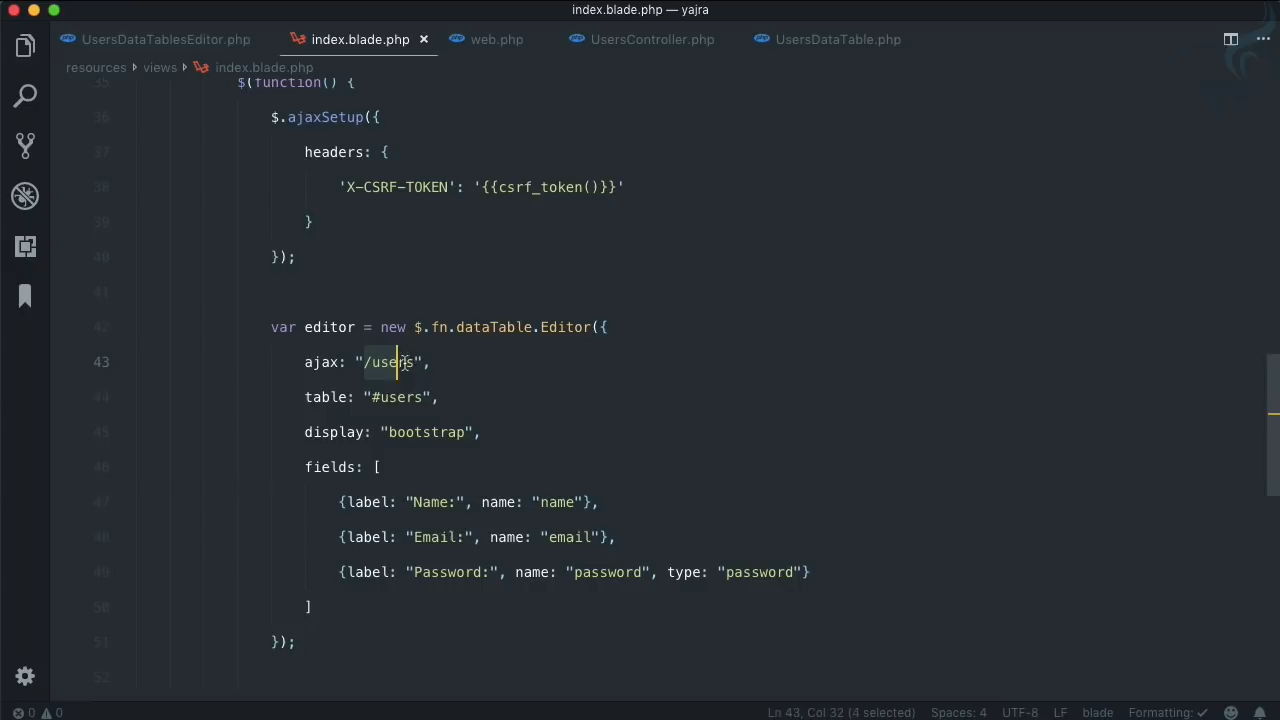 index.blade.php — yajra
UsersDataTablesEditor.php index.blade.php × web.php UsersController.php UsersDataTable.php
resources views index.blade.php
35 $(function() {
36 $.ajaxSetup({
37 headers: {
38 'X-CSRF-TOKEN': '{{csrf_token()}}'
39 }
40 });
41
42 var editor = new $.fn.dataTable.Editor({
43 ajax: "/users",
44 table: "#users",
45 display: "bootstrap",
46 fields: [
47 {label: "Name:", name: "name"},
48 {label: "Email:", name: "email"},
49 {label: "Password:", name: "password", type: "password"}
50 ]
51 });
52
0 0 Ln 43, Col 32 (4 selected) Spaces: 4 UTF-8 LF blade Formatting: ✓